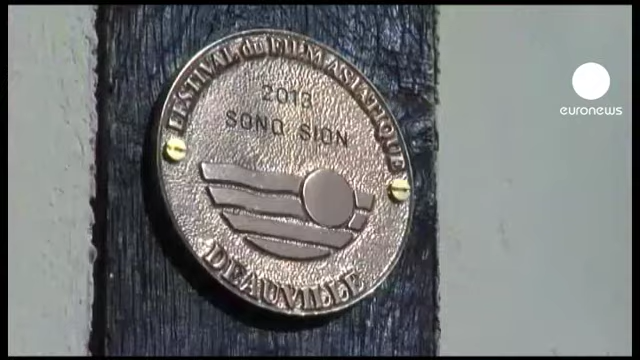 FESTIVAL du FILM ASIATIQUE
2013
SONO SION
DEAUVILLE
euronews